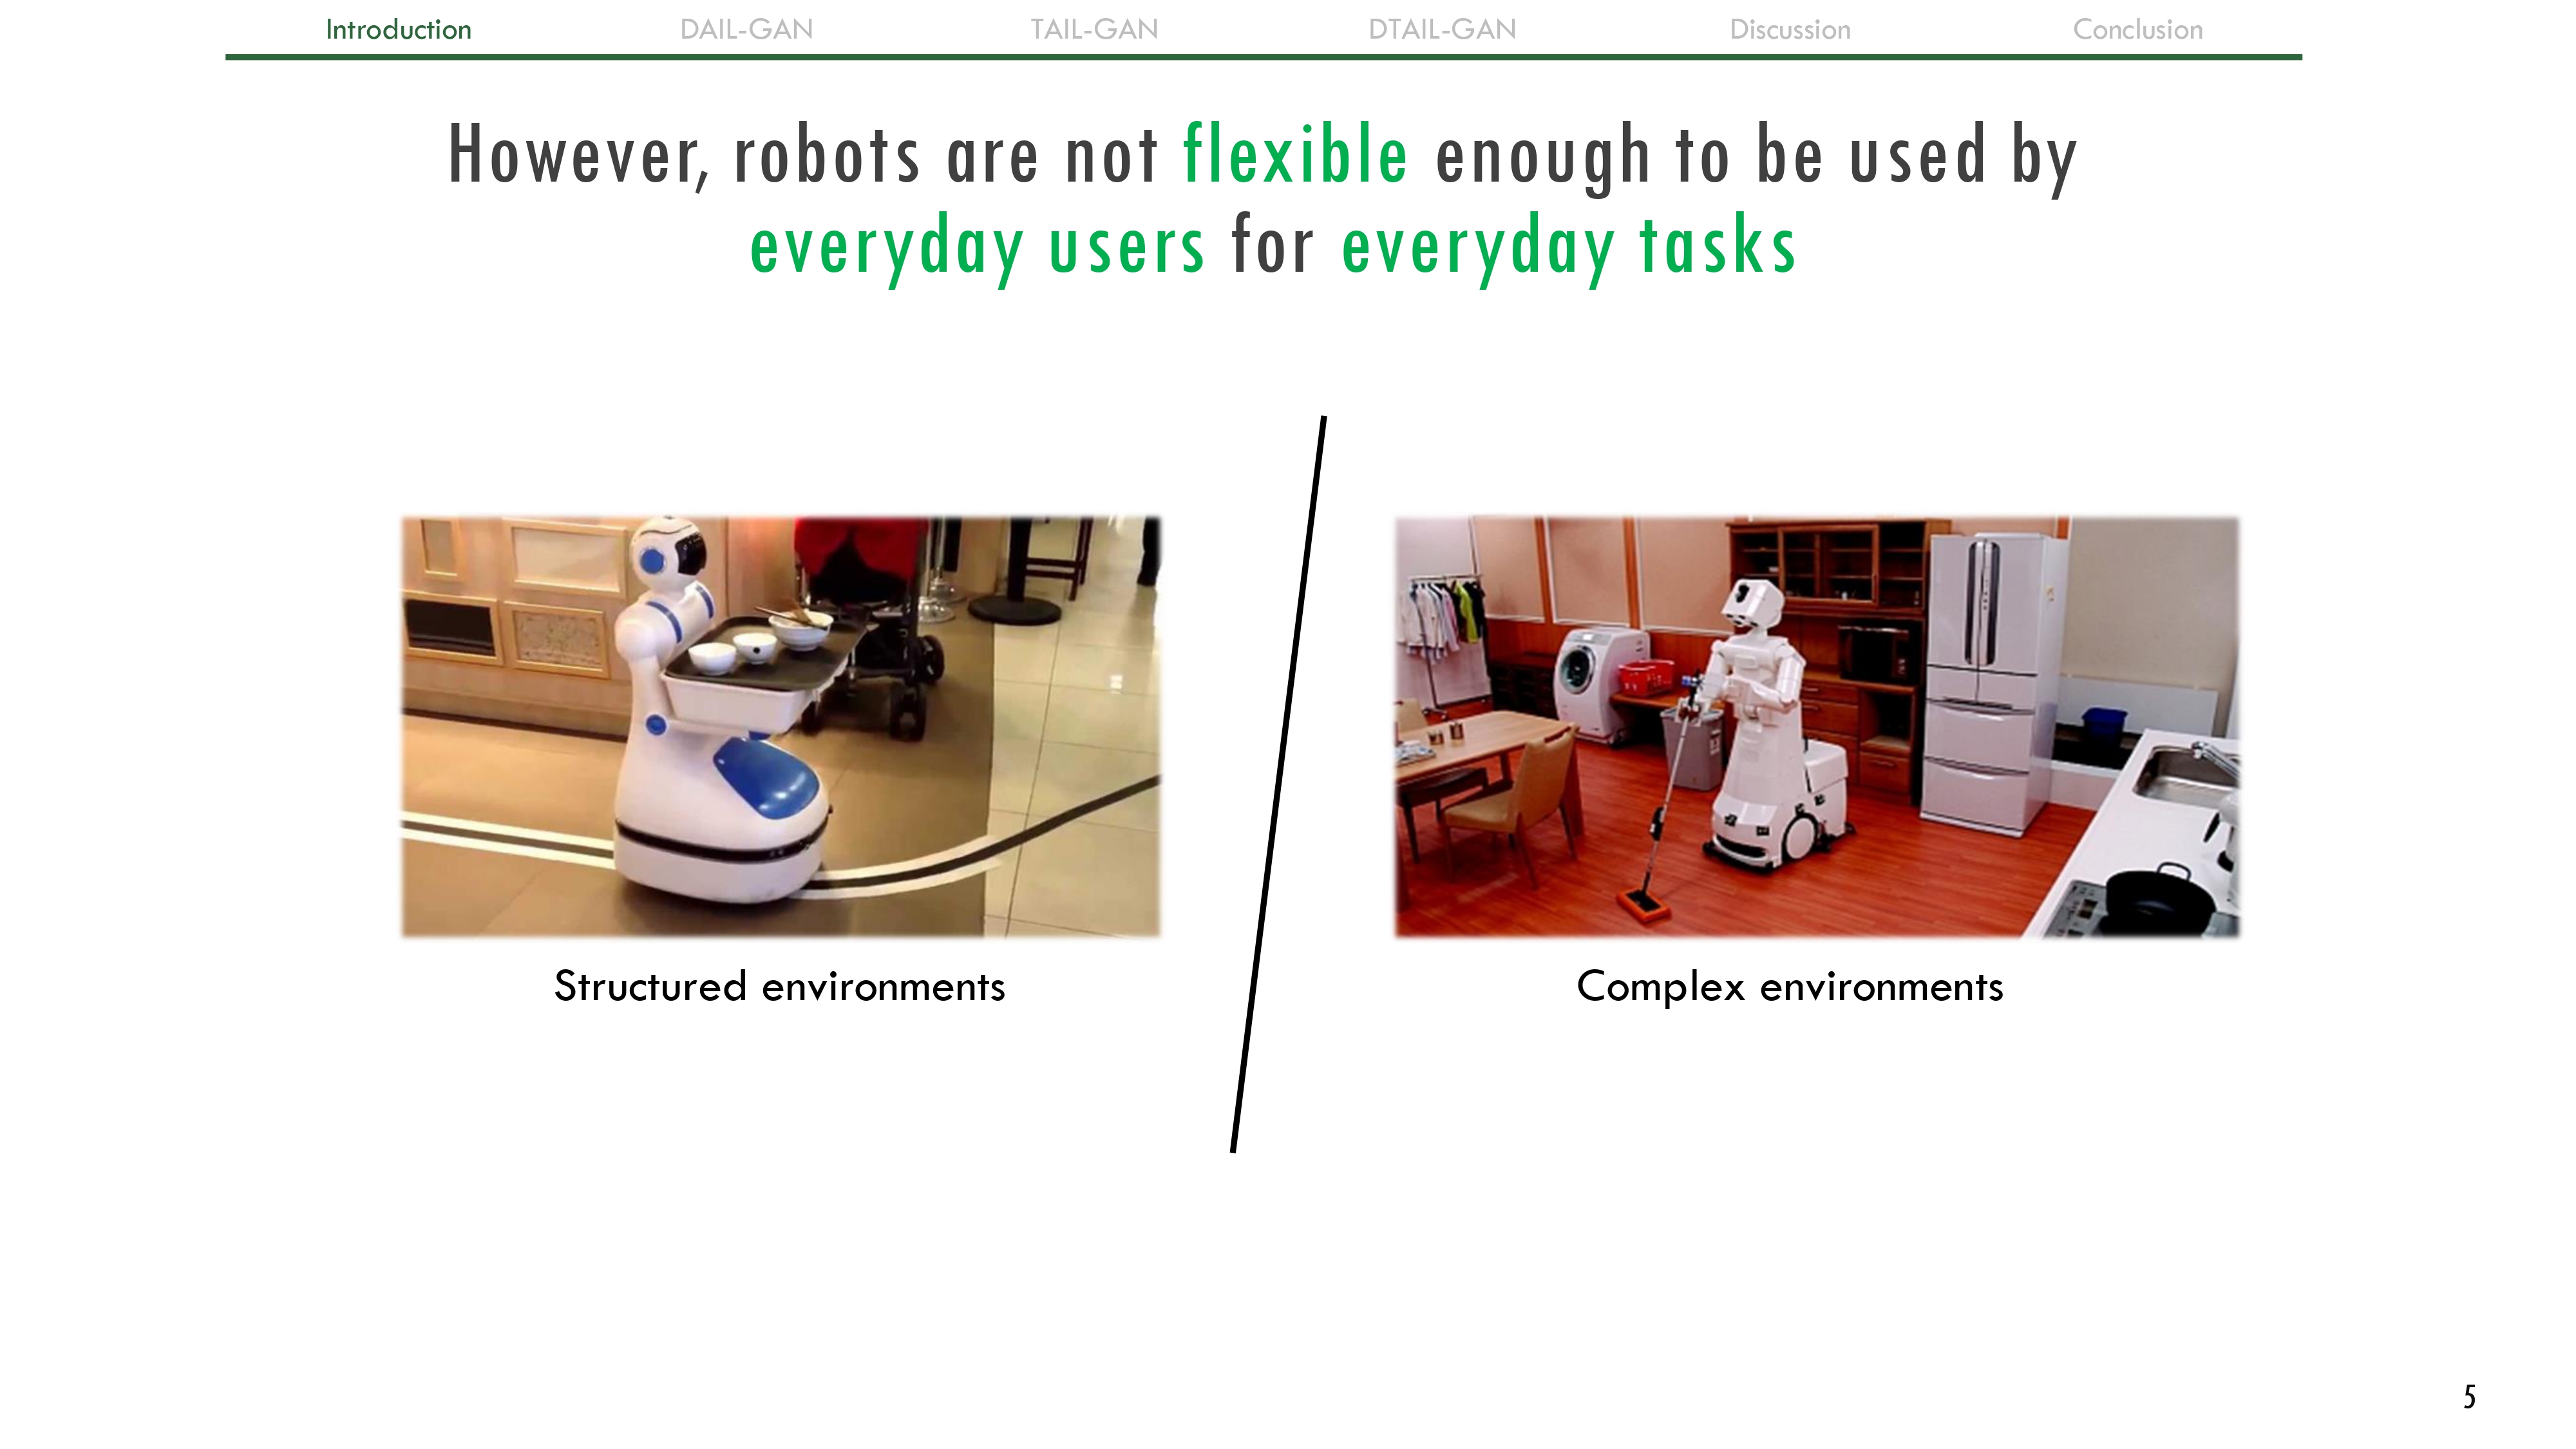 Introduction DAIL-GAN TAIL-GAN DTAIL-GAN Discussion Conclusion
However, robots are not flexible enough to be used by
everyday users for everyday tasks
Structured environments
Complex environments
5